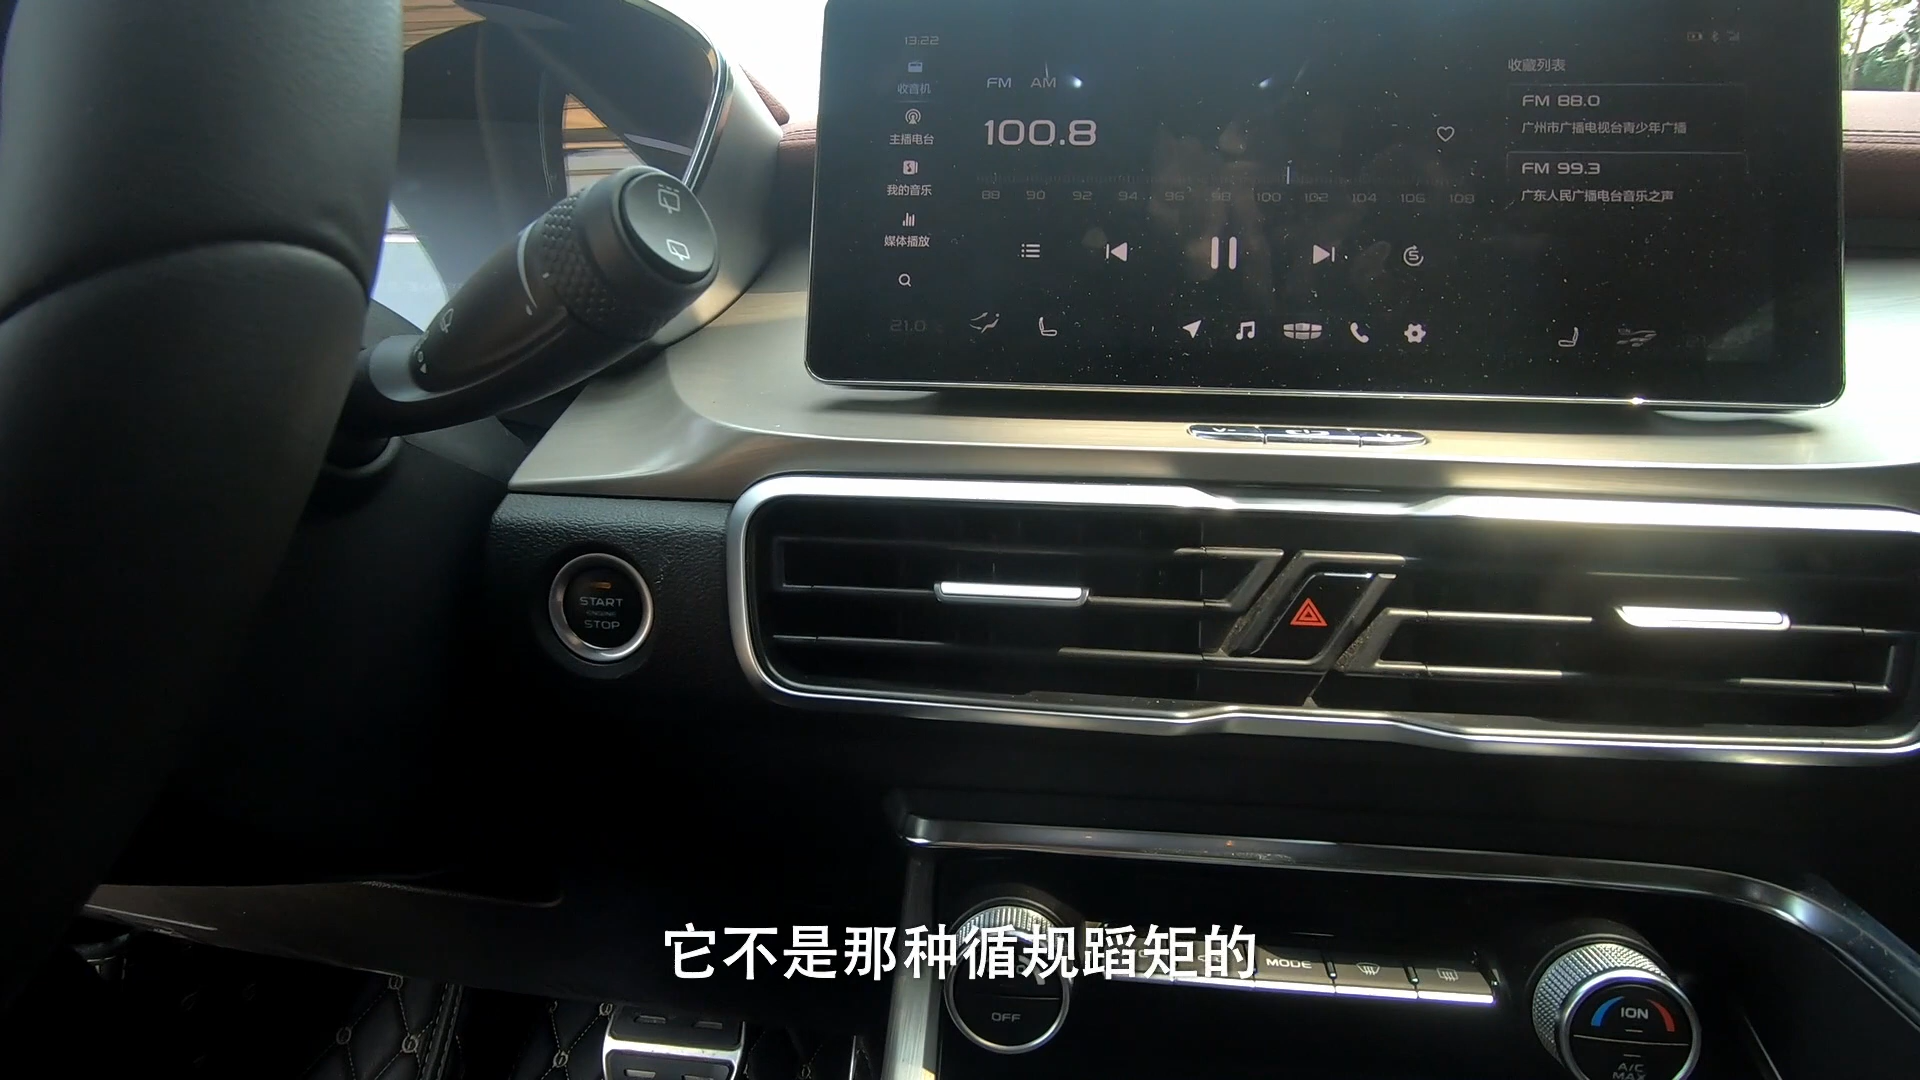 13:22
收音机
主播电台
我的音乐
媒体播放
21.0
FM AM
100.8
88 90 92 94 96 98 100 102 104 106 108
收藏列表
FM 88.0
广州市广播电视台青少年广播
FM 99.3
广东人民广播电台音乐之声
S
V-
START
ENGINE
STOP
它不是那种循规蹈矩的
MODE
OFF
ION
A/C
MAX